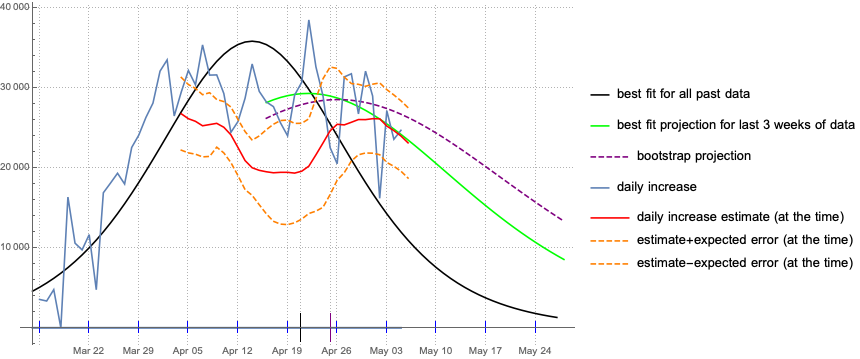 40 000
30 000
20 000
10 000
Mar 22 Mar 29 Apr 05 Apr 12 Apr 19 Apr 26 May 03 May 10 May 17 May 24
best fit for all past data
best fit projection for last 3 weeks of data
bootstrap projection
daily increase
daily increase estimate (at the time)
estimate+expected error (at the time)
estimate−expected error (at the time)